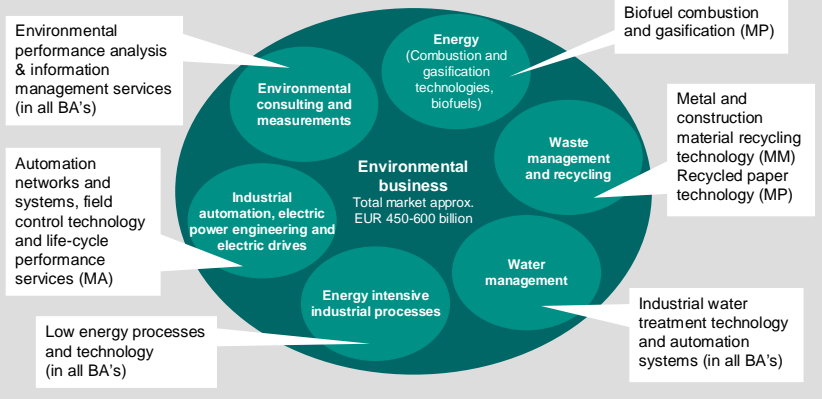 Environmental
performance analysis
& information
management services
(in all BA’s)
Biofuel combustion
and gasification (MP)
Energy
(Combustion and
gasification
technologies,
biofuels)
Environmental
consulting and
measurements
Metal and
construction
material recycling
technology (MM)
Recycled paper
technology (MP)
Waste
management
and recycling
Environmental
business
Total market approx.
EUR 450-600 billion
Automation
networks and
systems, field
control technology
and life-cycle
performance
services (MA)
Industrial
automation, electric
power engineering and
electric drives
Water
management
Energy intensive
industrial processes
Industrial water
treatment technology
and automation
systems (in all BA’s)
Low energy processes
and technology
(in all BA’s)